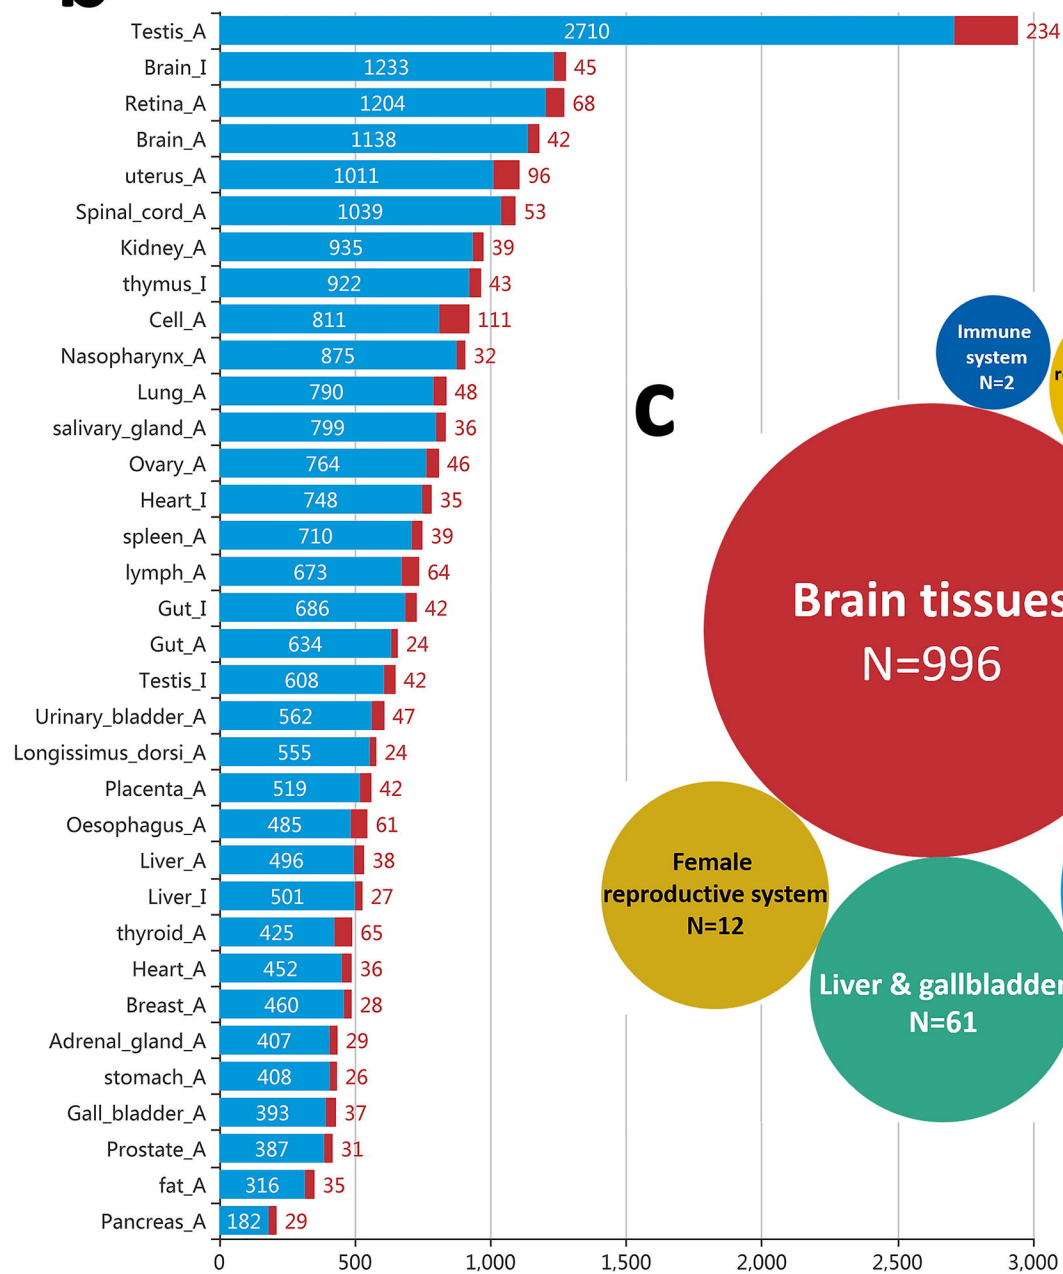 b
Testis_A 2710 234
Brain_I 1233 45
Retina_A 1204 68
Brain_A 1138 42
uterus_A 1011 96
Spinal_cord_A 1039 53
Kidney_A 935 39
thymus_I 922 43
Cell_A 811 111
Nasopharynx_A 875 32
Lung_A 790 48
salivary_gland_A 799 36
Ovary_A 764 46
Heart_I 748 35
spleen_A 710 39
lymph_A 673 64
Gut_I 686 42
Gut_A 634 24
Testis_I 608 42
Urinary_bladder_A 562 47
Longissimus_dorsi_A 555 24
Placenta_A 519 42
Oesophagus_A 485 61
Liver_A 496 38
Liver_I 501 27
thyroid_A 425 65
Heart_A 452 36
Breast_A 460 28
Adrenal_gland_A 407 29
stomach_A 408 26
Gall_bladder_A 393 37
Prostate_A 387 31
fat_A 316 35
Pancreas_A 182 29
0 500 1,000 1,500 2,000 2,500 3,000
c
Immune
system
N=2
Brain tissues
N=996
Female
reproductive system
N=12
Liver & gallbladder
N=61